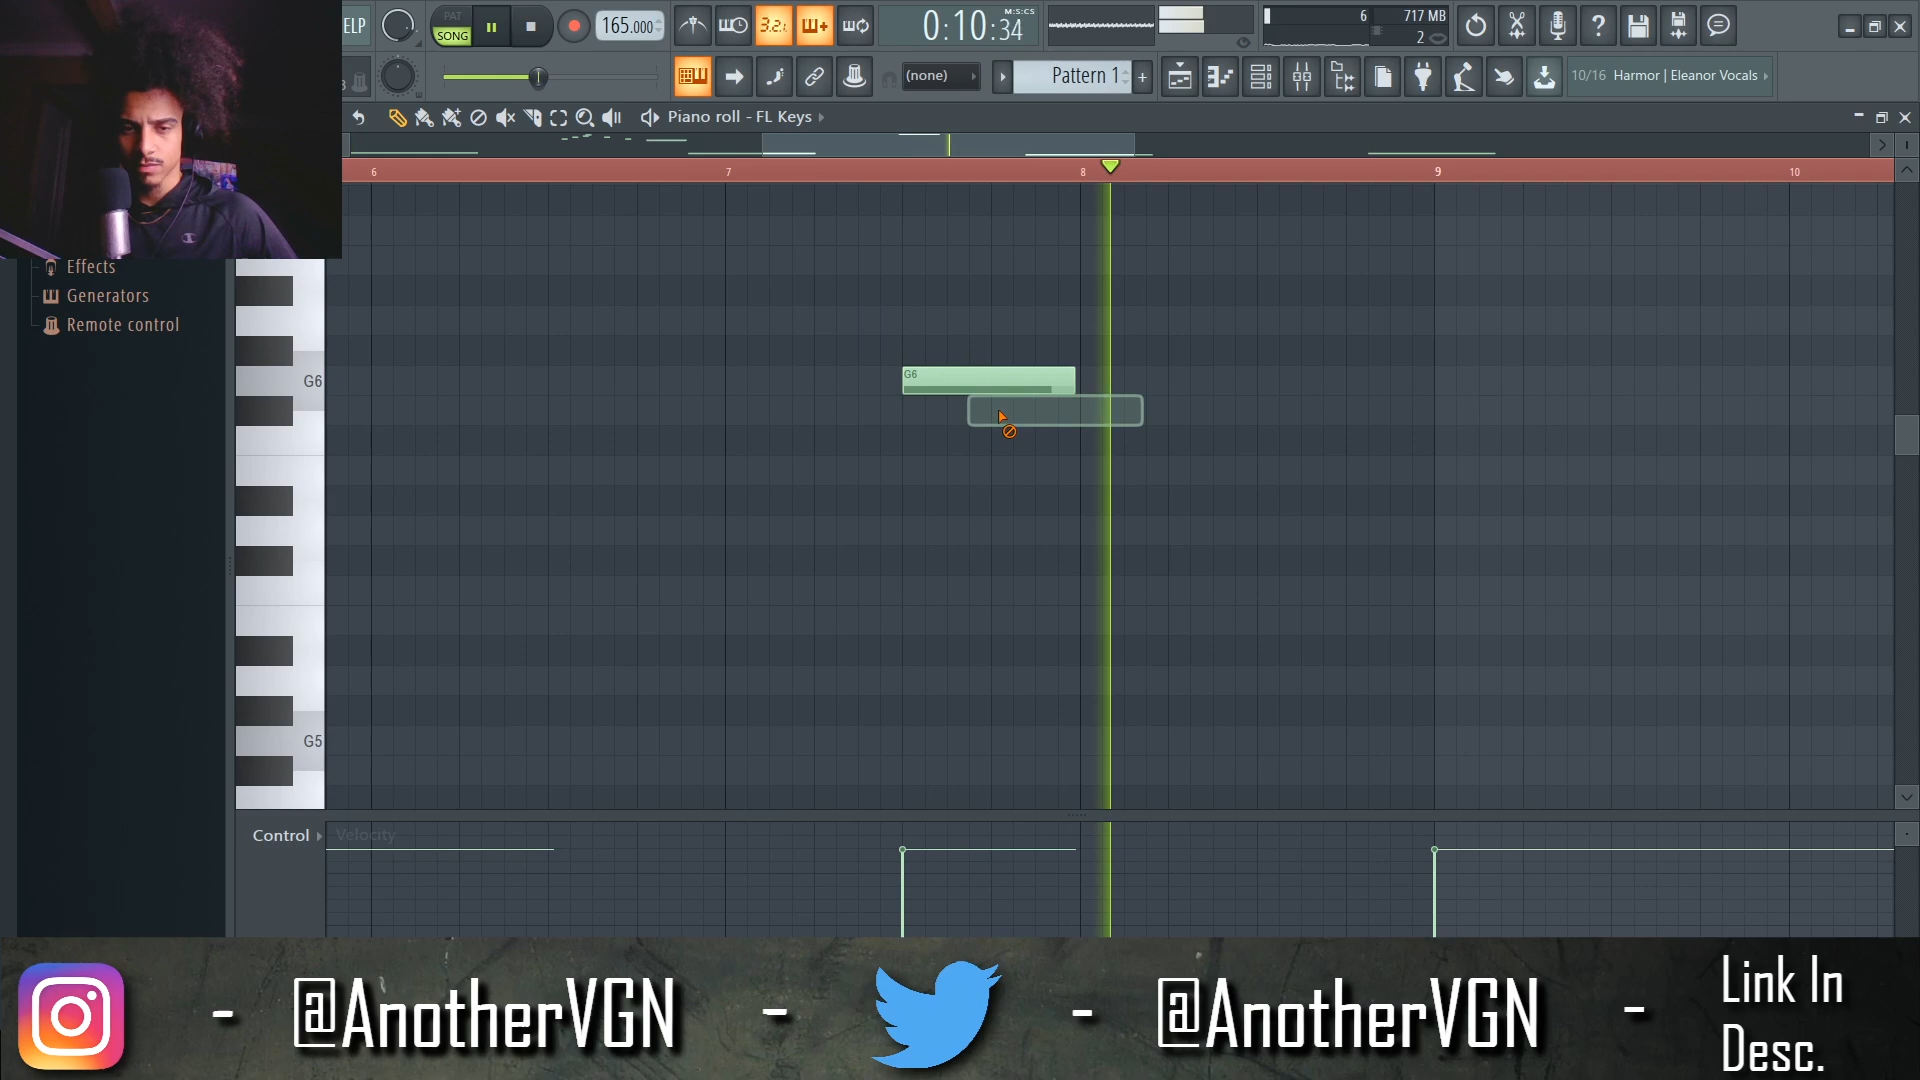 ELP
PAT
SONG
165.000
3.2.
0:10:34
M:S:CS
6
717 MB
2
(none)
Pattern 1
10/16 Harmor | Eleanor Vocals
Piano roll - FL Keys
6
7
8
9
10
Effects
Generators
Remote control
G6
G6
G5
Control
Velocity
- @AnotherVGN - - @AnotherVGN - Link In
Desc.